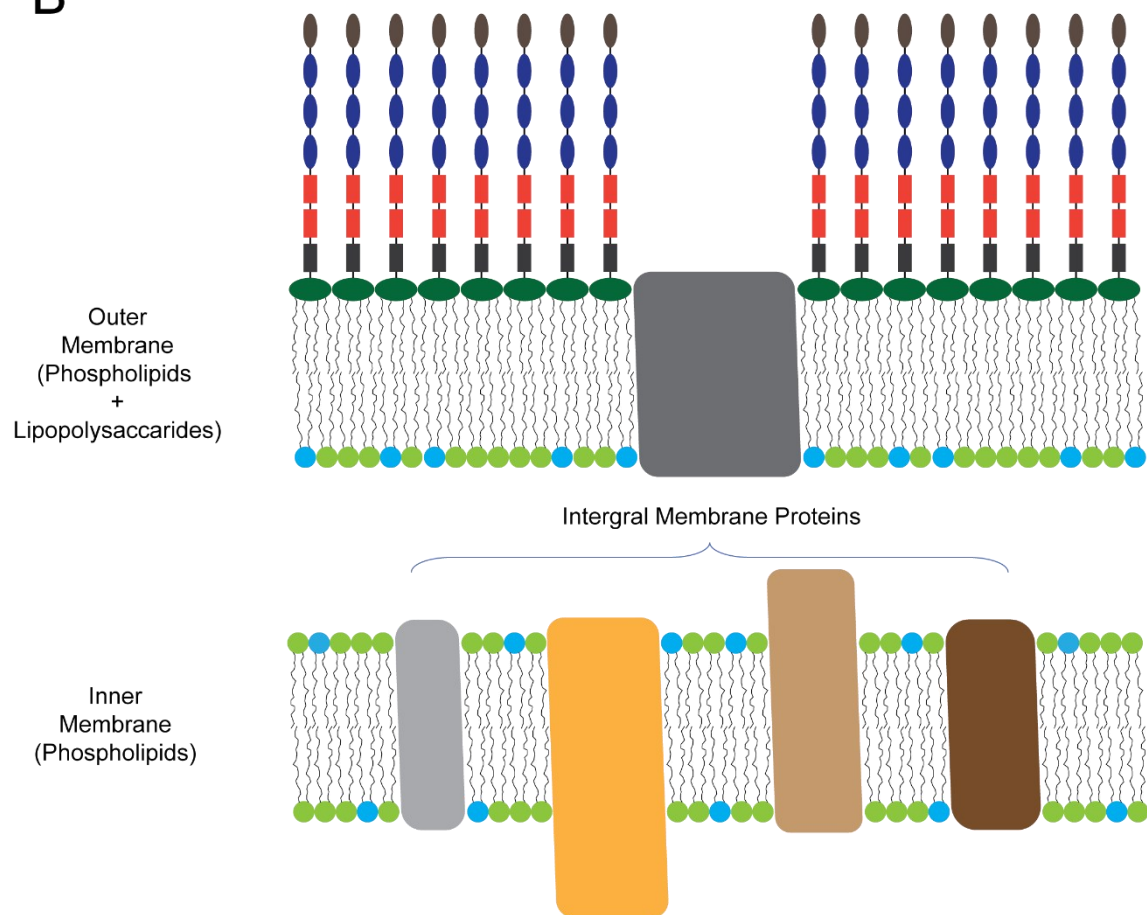 B
Outer
Membrane
(Phospholipids
+
Lipopolysaccarides)
Intergral Membrane Proteins
Inner
Membrane
(Phospholipids)